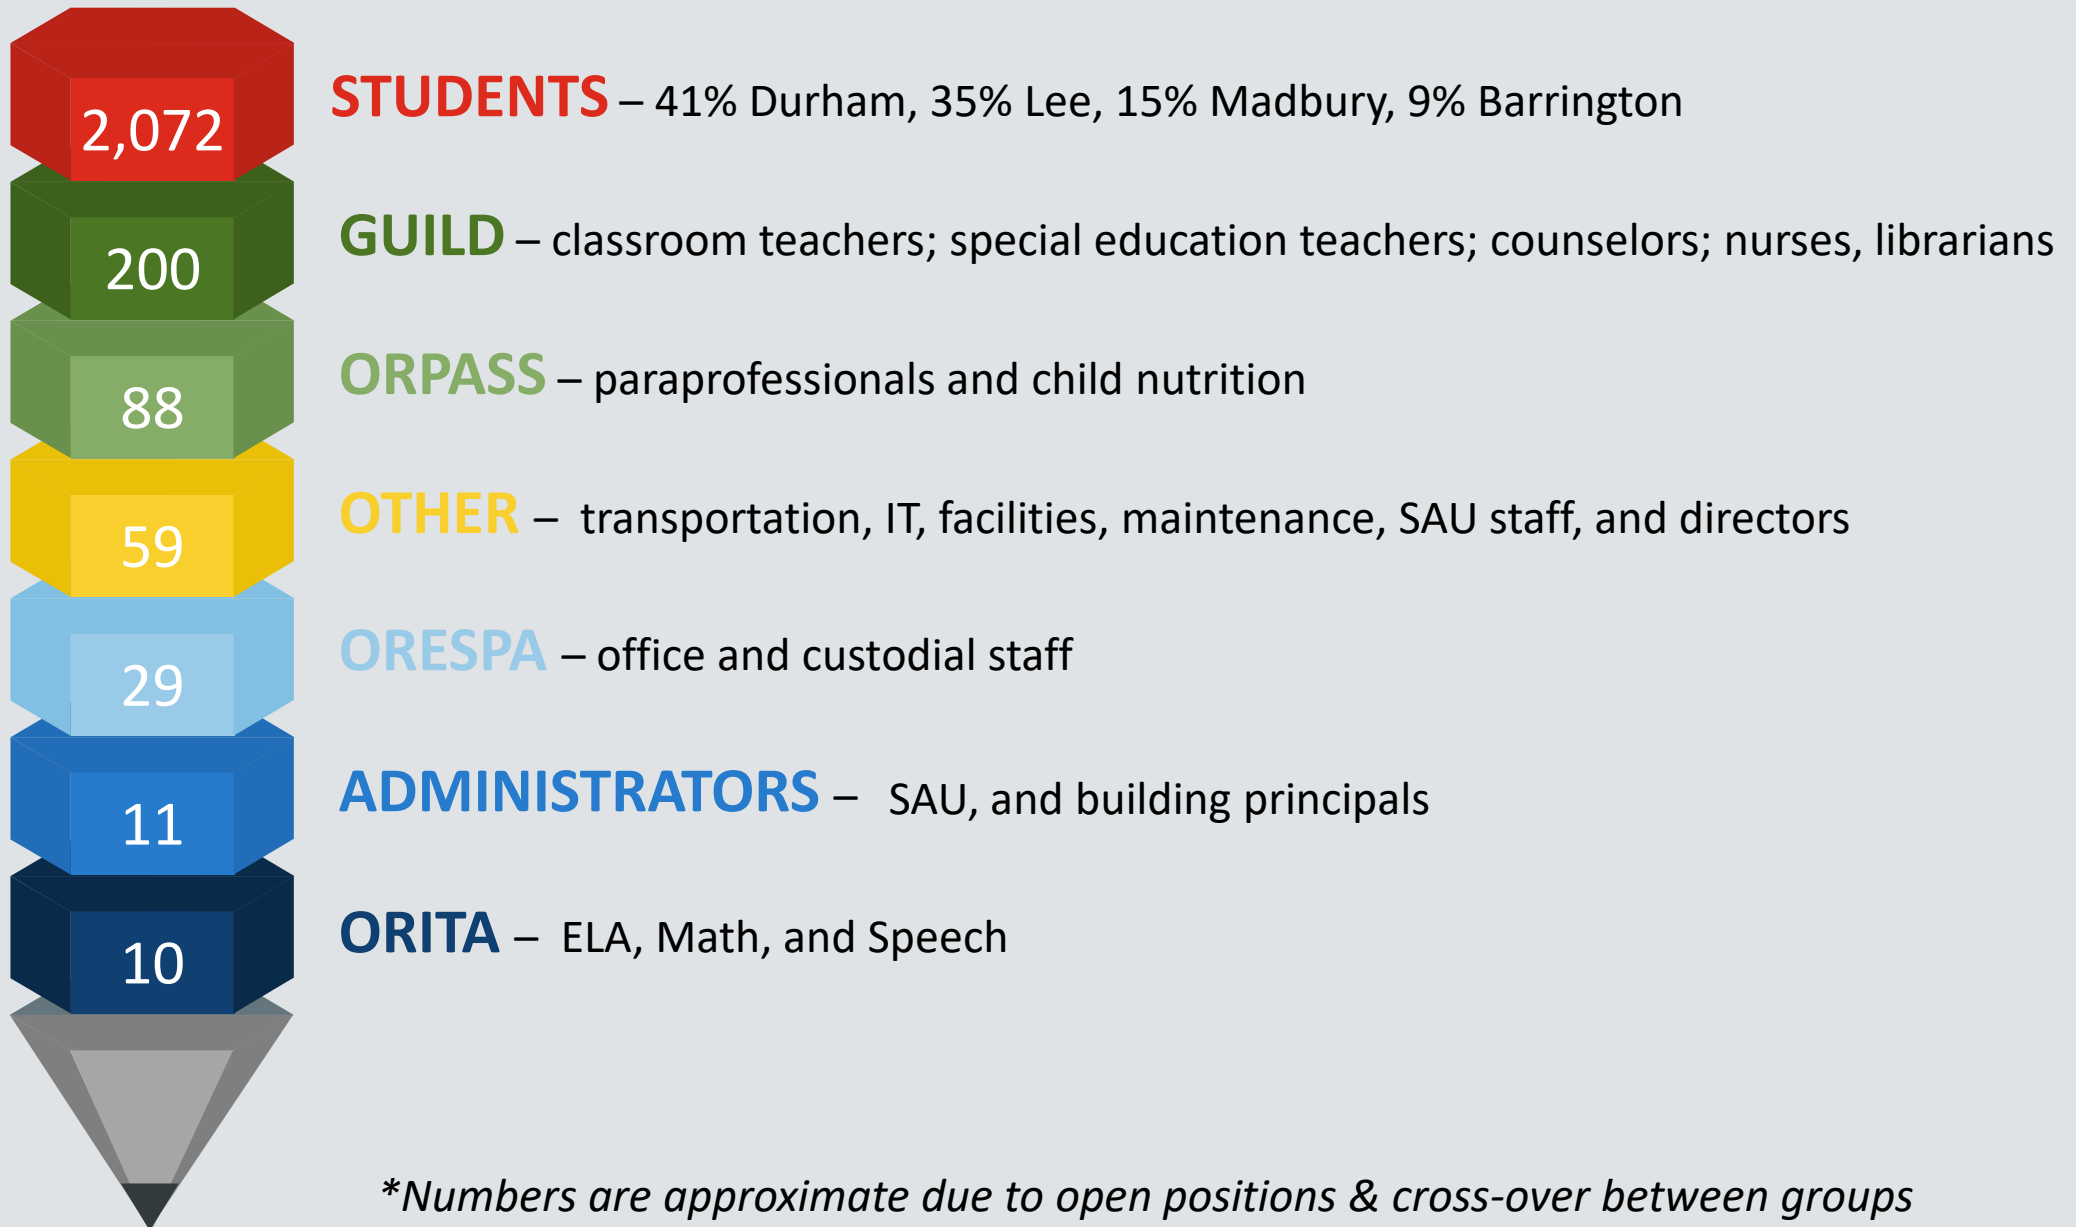 2,072
STUDENTS – 41% Durham, 35% Lee, 15% Madbury, 9% Barrington
200
GUILD – classroom teachers; special education teachers; counselors; nurses, librarians
88
ORPASS – paraprofessionals and child nutrition
59
OTHER – transportation, IT, facilities, maintenance, SAU staff, and directors
29
ORESPA – office and custodial staff
11
ADMINISTRATORS – SAU, and building principals
10
ORITA – ELA, Math, and Speech
*Numbers are approximate due to open positions & cross-over between groups